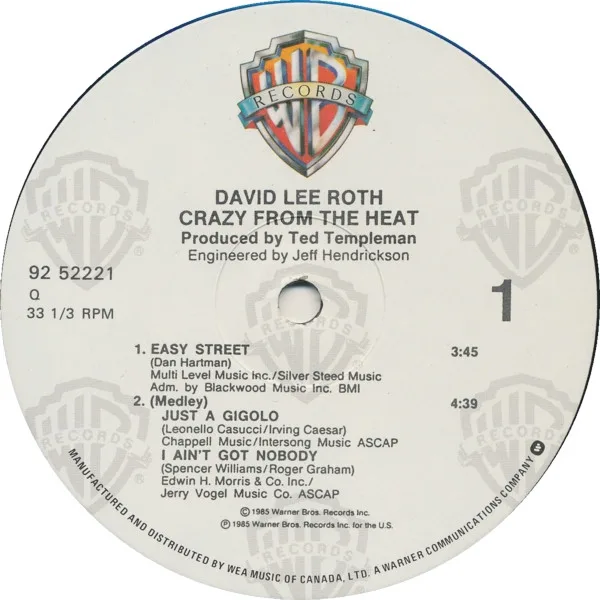 WB
RECORDS
DAVID LEE ROTH
CRAZY FROM THE HEAT
Produced by Ted Templeman
Engineered by Jeff Hendrickson
92 52221
Q
33 1/3 RPM
1
1. EASY STREET 3:45
(Dan Hartman)
Multi Level Music Inc./Silver Steed Music
Adm. by Blackwood Music Inc. BMI
2. (Medley) 4:39
JUST A GIGOLO
(Leonello Casucci/Irving Caesar)
Chappell Music/Intersong Music ASCAP
I AIN'T GOT NOBODY
(Spencer Williams/Roger Graham)
Edwin H. Morris & Co. Inc./
Jerry Vogel Music Co. ASCAP
Ⓒ1985 Warner Bros. Records Inc.
Ⓟ1985 Warner Bros. Records Inc. for the U.S.
MANUFACTURED AND DISTRIBUTED BY WEA MUSIC OF CANADA, LTD. A WARNER COMMUNICATIONS COMPANY